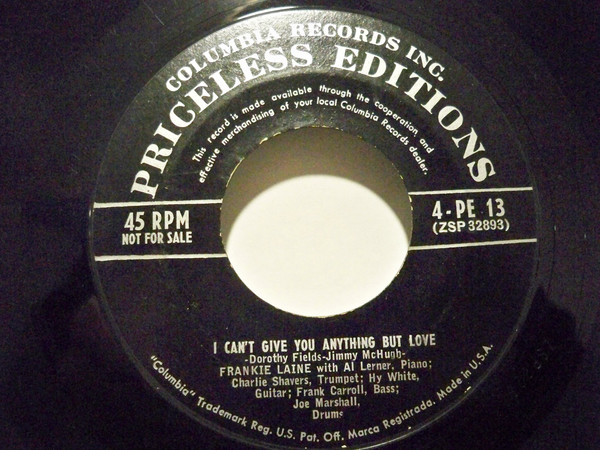 COLUMBIA RECORDS INC.
PRICELESS EDITIONS
This record is made available through the cooperation and
effective merchandising of your local Columbia Records dealer.
45 RPM
NOT FOR SALE
4-PE 13
(ZSP 32893)
I CAN'T GIVE YOU ANYTHING BUT LOVE
-Dorothy Fields-Jimmy McHugh-
FRANKIE LAINE with Al Lerner, Piano;
Charlie Shavers, Trumpet; Hy White,
Guitar; Frank Carroll, Bass;
Joe Marshall,
Drums
"Columbia" Trademark Reg. U.S. Pat. Off. Marca Registrada. Made in U.S.A.